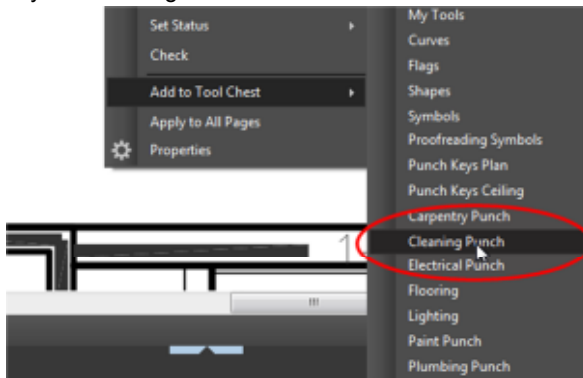 Set Status
Check
Add to Tool Chest
Apply to All Pages
Properties
My Tools
Curves
Flags
Shapes
Symbols
Proofreading Symbols
Punch Keys Plan
Punch Keys Ceiling
Carpentry Punch
Cleaning Punch
Electrical Punch
Flooring
Lighting
Paint Punch
Plumbing Punch